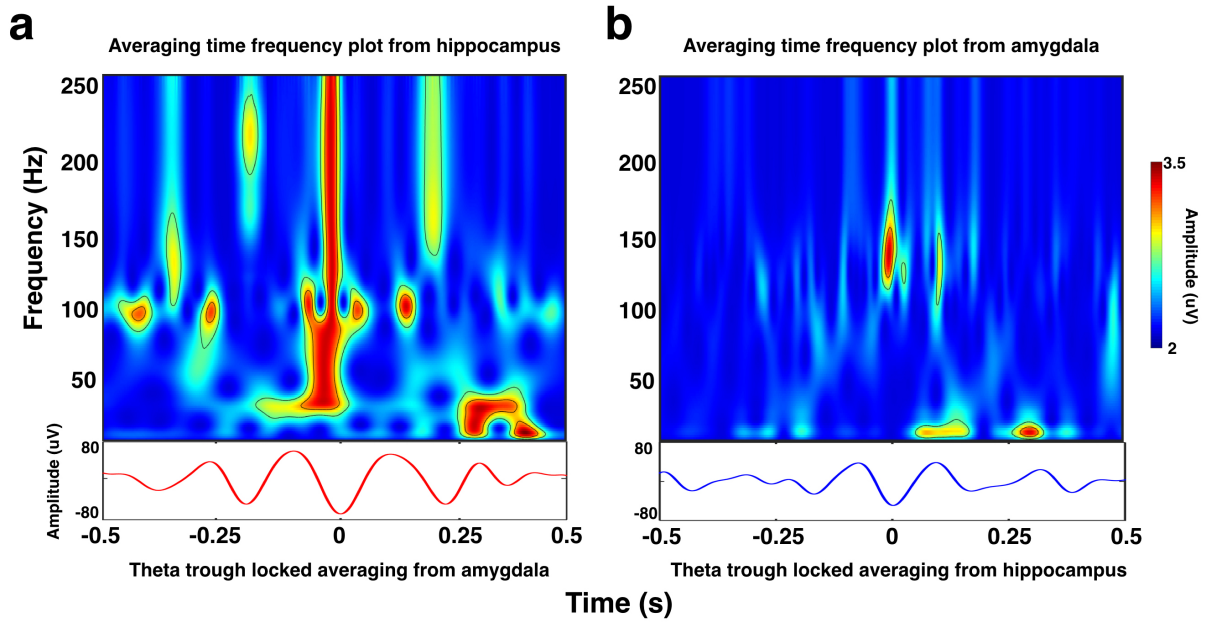 a
b
Averaging time frequency plot from hippocampus
Averaging time frequency plot from amygdala
Frequency (Hz)
250
200
150
100
50
250
200
150
100
50
3.5
2
Amplitude (uV)
Amplitude (uV)
80
-80
80
-80
-0.5 -0.25 0 0.25 0.5
-0.5 -0.25 0 0.25 0.5
Theta trough locked averaging from amygdala
Theta trough locked averaging from hippocampus
Time (s)